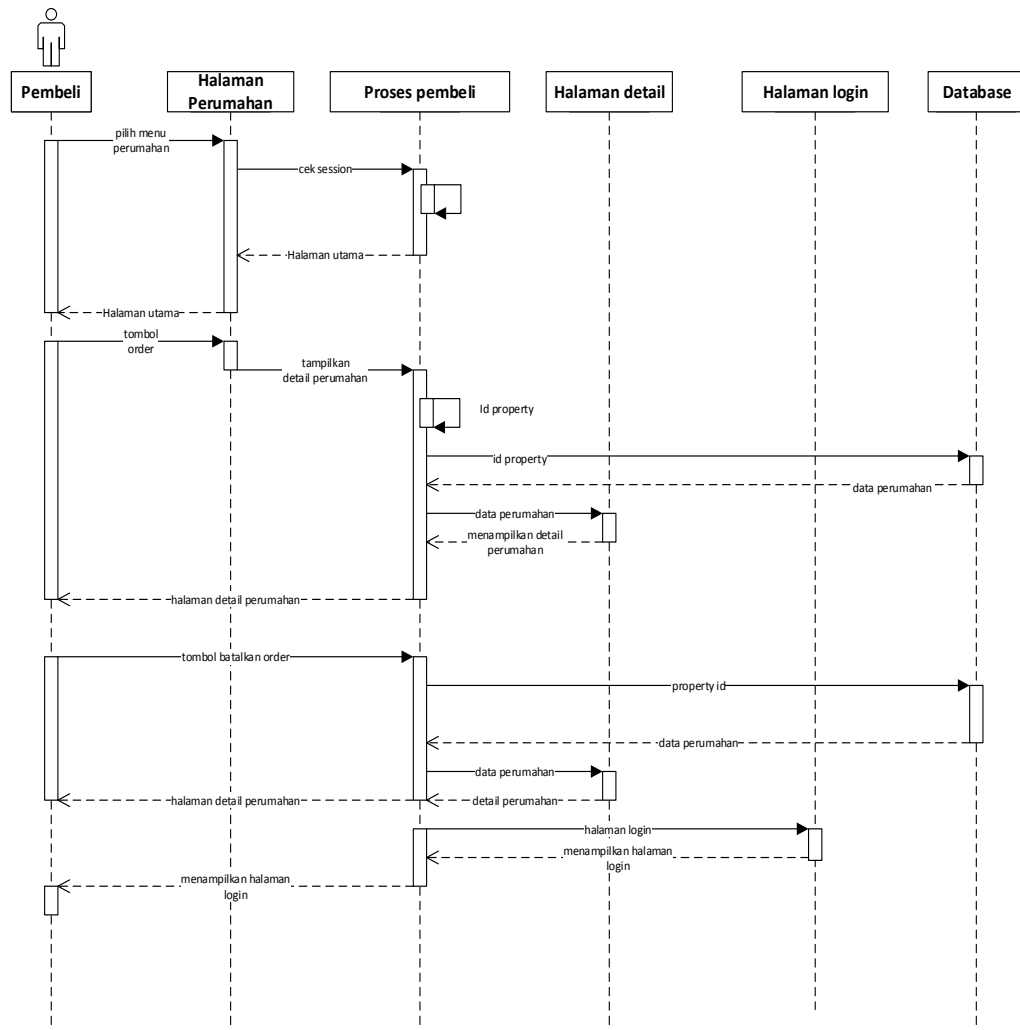 Pembeli
Halaman
Perumahan
Proses pembeli
Halaman detail
Halaman login
Database
pilih menu
perumahan
cek session
Halaman utama
Halaman utama
tombol
order
tampilkan
detail perumahan
Id property
id property
data perumahan
data perumahan
menampilkan detail
perumahan
halaman detail perumahan
tombol batalkan order
property id
data perumahan
data perumahan
halaman detail perumahan
detail perumahan
halaman login
menampilkan halaman
login
menampilkan halaman
login